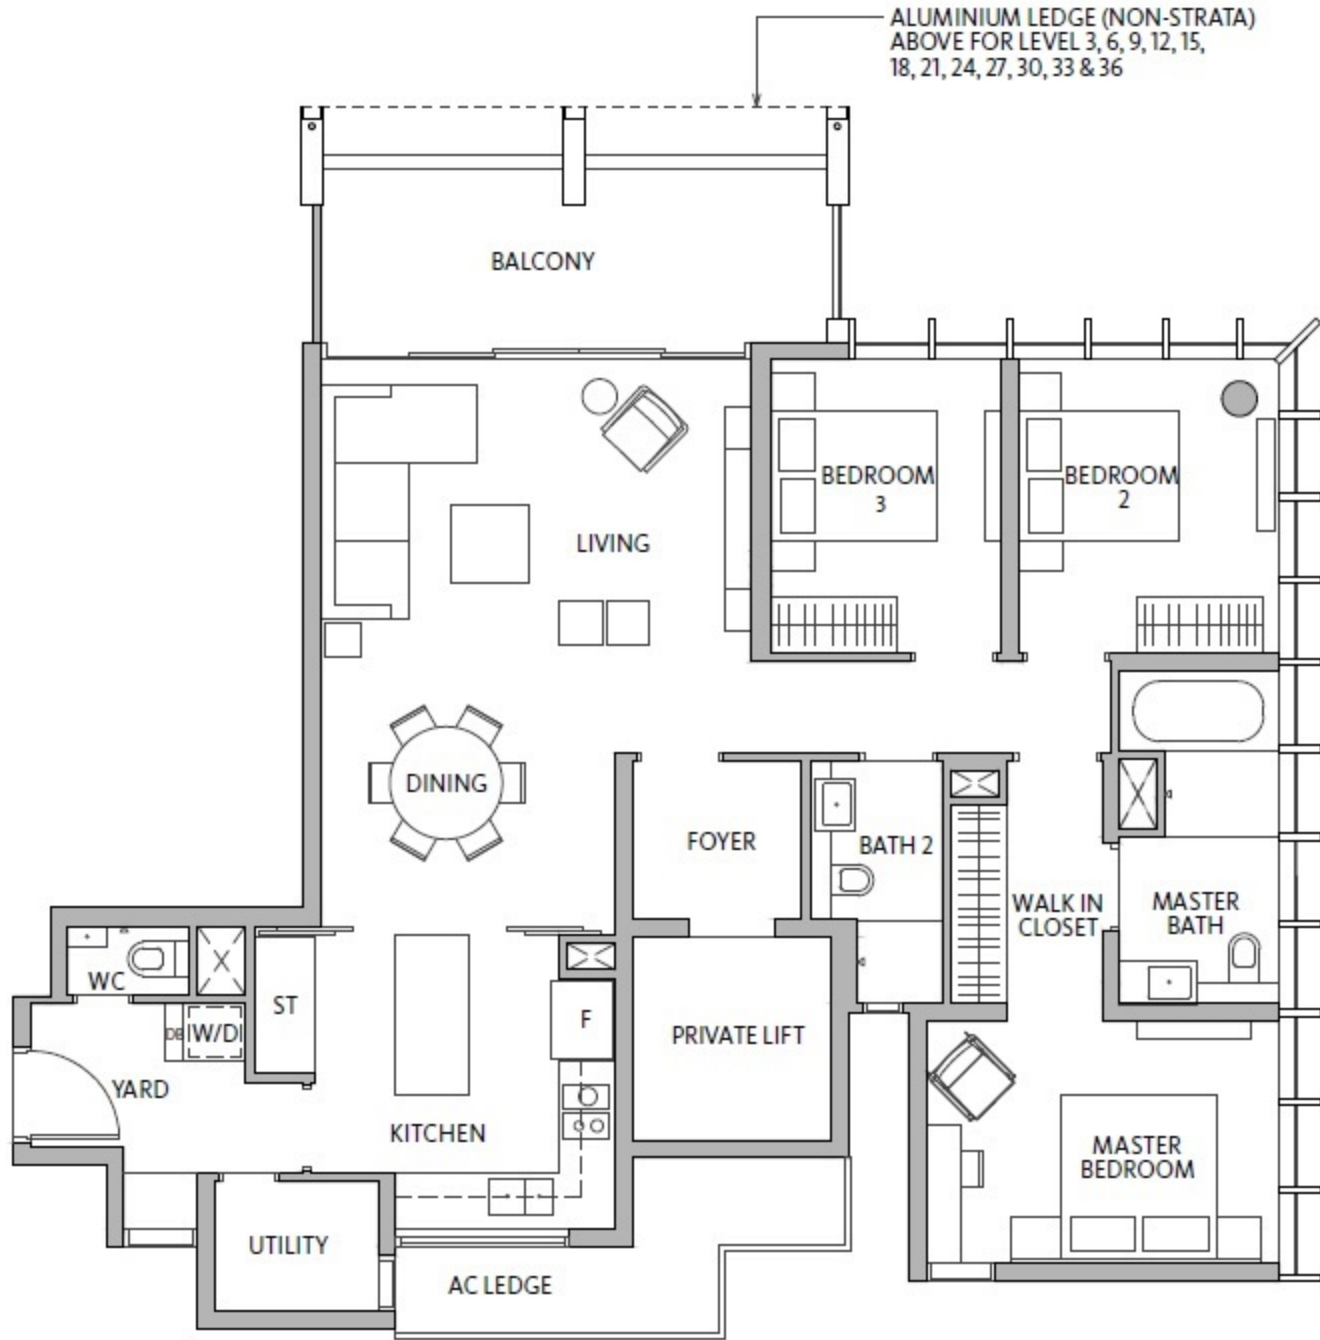 ALUMINIUM LEDGE (NON-STRATA)
ABOVE FOR LEVEL 3, 6, 9, 12, 15,
18, 21, 24, 27, 30, 33 & 36
BALCONY
BEDROOM
3
BEDROOM
2
LIVING
DINING
FOYER
BATH 2
WALK IN
CLOSET
MASTER
BATH
WC
ST
F
DB
W/D
PRIVATE LIFT
YARD
KITCHEN
MASTER
BEDROOM
UTILITY
AC LEDGE